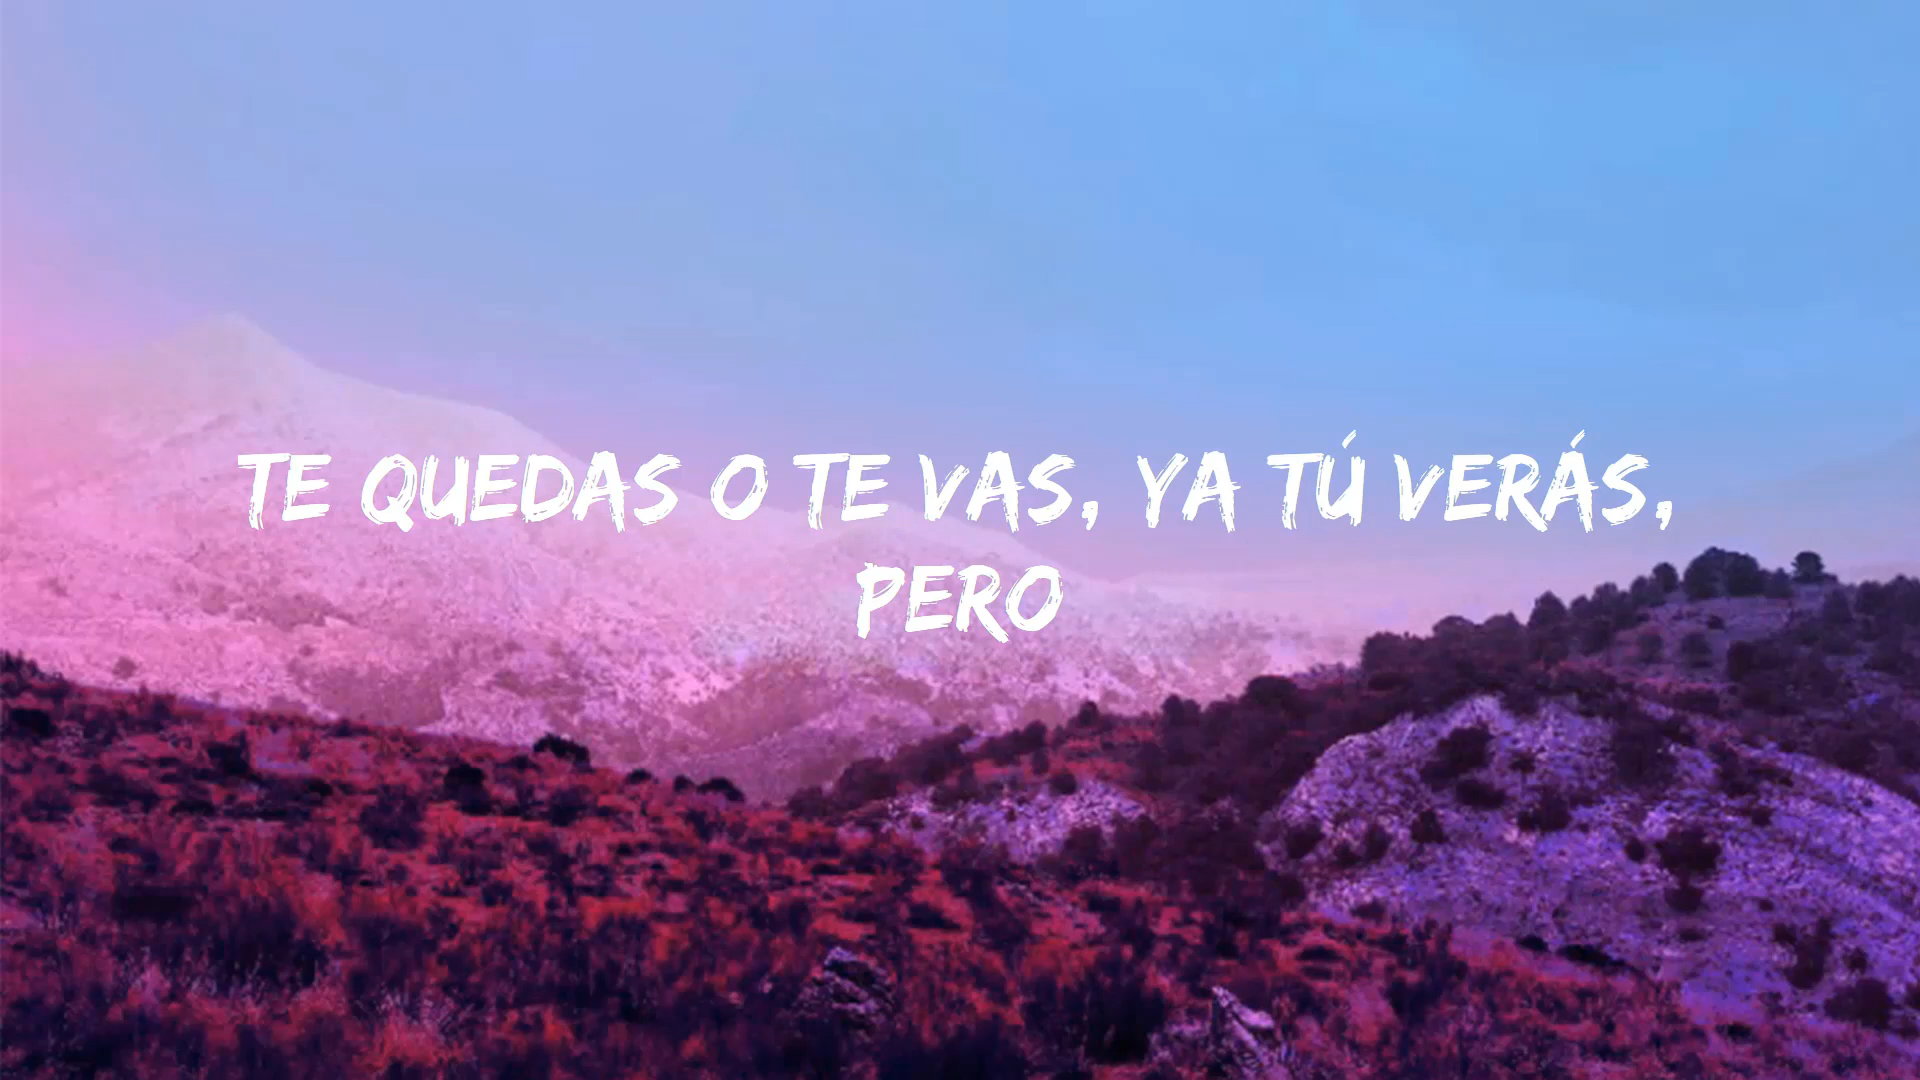 TE QUEDAS O TE VAS, YA TÚ VERÁS,
PERO